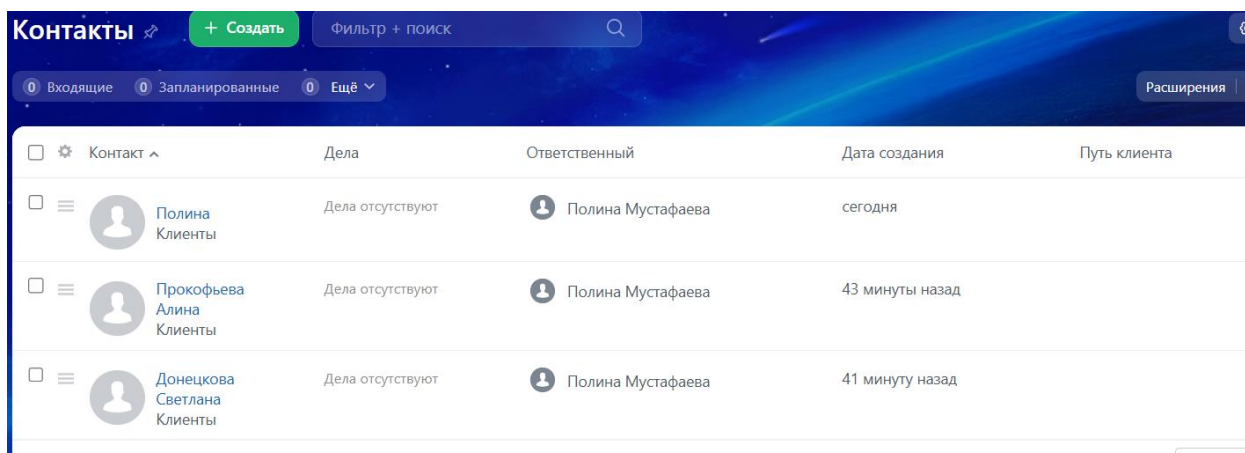 Контакты + Создать Фильтр + поиск
0 Входящие 0 Запланированные 0 Ещё Расширения
Контакт Дела Ответственный Дата создания Путь клиента
Полина Дела отсутствуют Полина Мустафаева сегодня
Клиенты
Прокофьева Дела отсутствуют Полина Мустафаева 43 минуты назад
Алина
Клиенты
Донецкова Дела отсутствуют Полина Мустафаева 41 минуту назад
Светлана
Клиенты